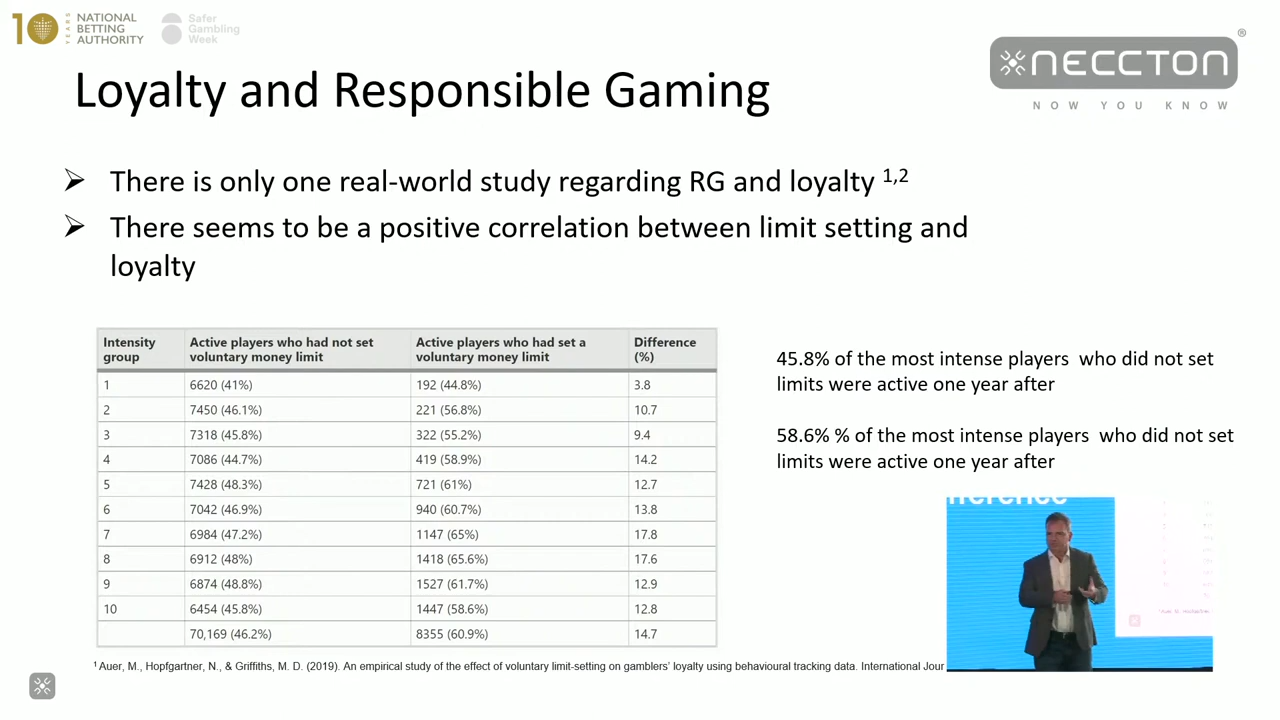 10 YEARS
NATIONAL
BETTING
AUTHORITY
Safer
Gambling
Week
NECCTON ®
NOW YOU KNOW
Loyalty and Responsible Gaming
➢ There is only one real-world study regarding RG and loyalty 1,2
➢ There seems to be a positive correlation between limit setting and
loyalty
Intensity group | Active players who had not set voluntary money limit | Active players who had set a voluntary money limit | Difference (%)
1 | 6620 (41%) | 192 (44.8%) | 3.8
2 | 7450 (46.1%) | 221 (56.8%) | 10.7
3 | 7318 (45.8%) | 322 (55.2%) | 9.4
4 | 7086 (44.7%) | 419 (58.9%) | 14.2
5 | 7428 (48.3%) | 721 (61%) | 12.7
6 | 7042 (46.9%) | 940 (60.7%) | 13.8
7 | 6984 (47.2%) | 1147 (65%) | 17.8
8 | 6912 (48%) | 1418 (65.6%) | 17.6
9 | 6874 (48.8%) | 1527 (61.7%) | 12.9
10 | 6454 (45.8%) | 1447 (58.6%) | 12.8
70,169 (46.2%) | 8355 (60.9%) | 14.7
45.8% of the most intense players who did not set
limits were active one year after
58.6% % of the most intense players who did not set
limits were active one year after
1 Auer, M., Hopfgartner, N., & Griffiths, M. D. (2019). An empirical study of the effect of voluntary limit-setting on gamblers' loyalty using behavioural tracking data. International Jour